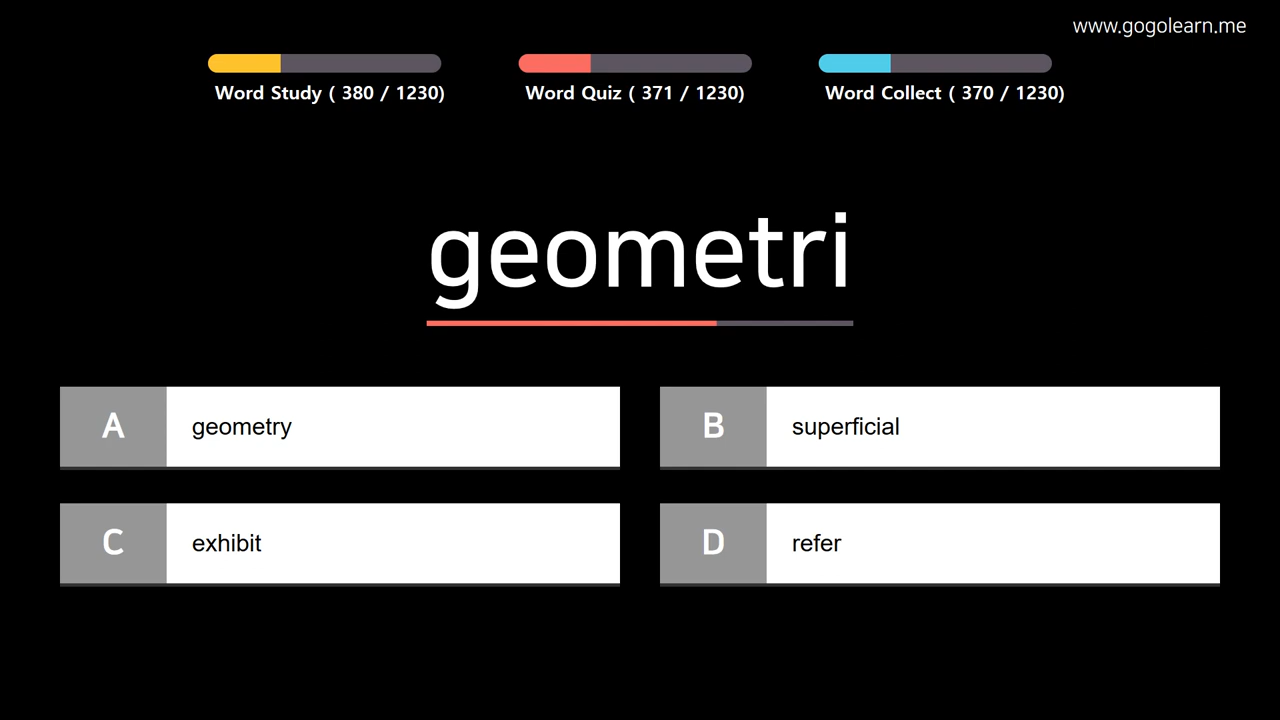 www.gogolearn.me
Word Study ( 380 / 1230)
Word Quiz ( 371 / 1230)
Word Collect ( 370 / 1230)
geometri
A geometry
B superficial
C exhibit
D refer